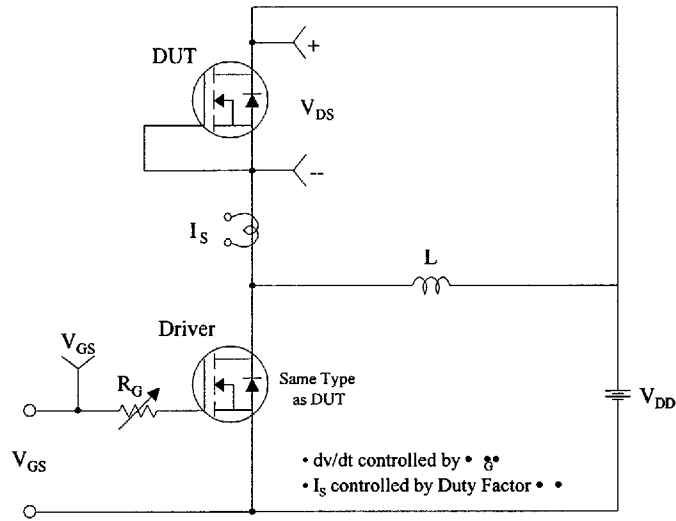 DUT
+
V_DS
--
I_S
L
Driver
V_GS
R_G
Same Type
as DUT
V_DD
V_GS
• dv/dt controlled by • G •
• I_S controlled by Duty Factor • •